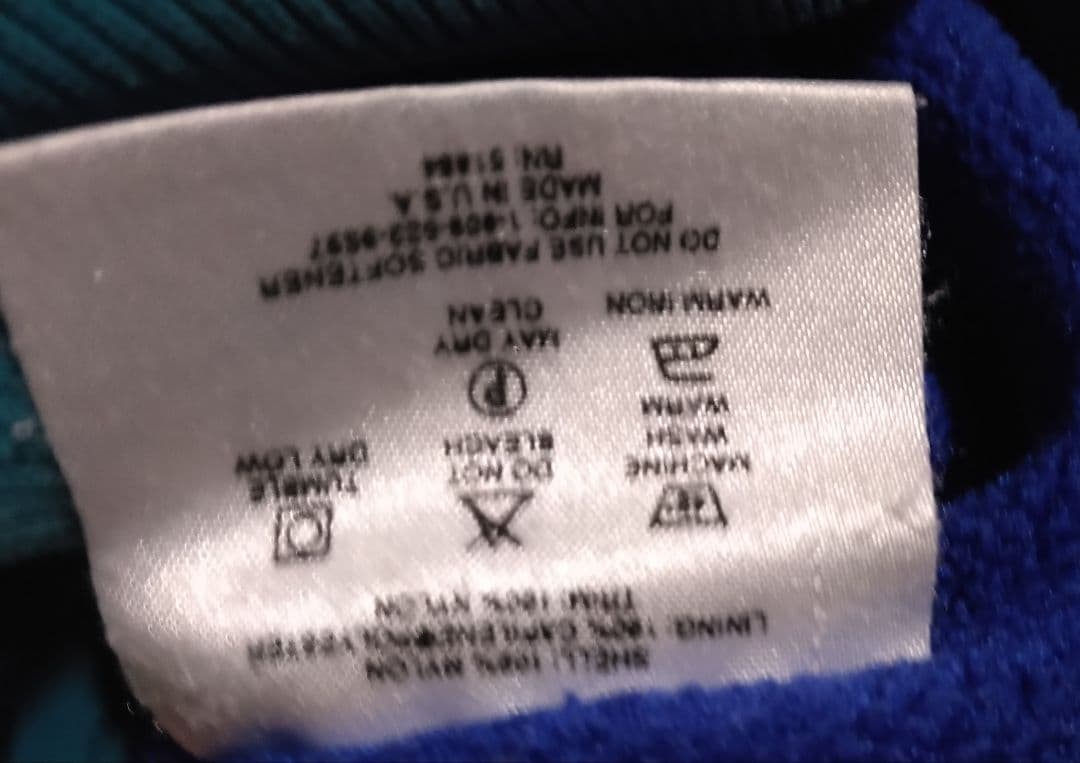 SHELL: 100% NYLON
LINING: 100% CAPILENE® POLYESTER
TRIM: 100% NYLON
MACHINE
WASH
WARM
DO NOT
BLEACH
TUMBLE
DRY LOW
WARM IRON
P
MAY DRY
CLEAN
DO NOT USE FABRIC SOFTENER
FOR INFO:
MADE IN U.S.A.
RN: 51884